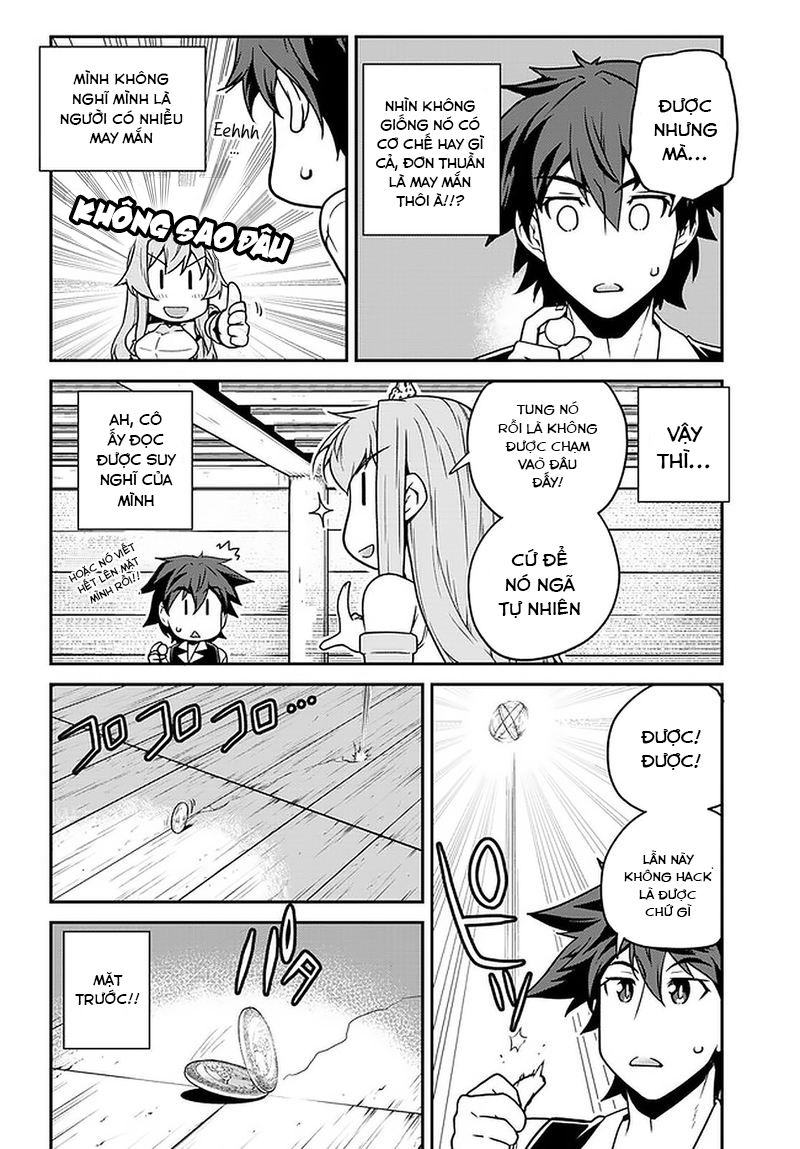 ĐƯỢC
NHƯNG
MÀ...
NHÌN KHÔNG
GIỐNG NÓ CÓ
CƠ CHẾ HAY GÌ
CẢ, ĐƠN THUẦN
LÀ MAY MẮN
THÔI À!!?
MÌNH KHÔNG
NGHĨ MÌNH LÀ
NGƯỜI CÓ NHIỀU
MAY MẮN
Eehhh
...
KHÔNG SAO ĐÂU
VẬY
THÌ...
TUNG NÓ
RỒI LÀ KHÔNG
ĐƯỢC CHẠM
VAÒ ĐÂU
ĐẤY!
CỨ ĐỂ
NÓ NGÃ
TỰ NHIÊN
AH, CÔ
ẤY ĐỌC
ĐƯỢC SUY
NGHĨ CỦA
MÌNH
HOẶC NÓ VIẾT
HẾT LÊN MẶT
MÌNH RỒI!!
ĐƯỢC!
ĐƯỢC!
LẦN NÀY
KHÔNG HACK
LÀ ĐƯỢC
CHỨ GÌ
ピンッ
コロコロコロ...
パタ
MẶT
TRƯỚC!!